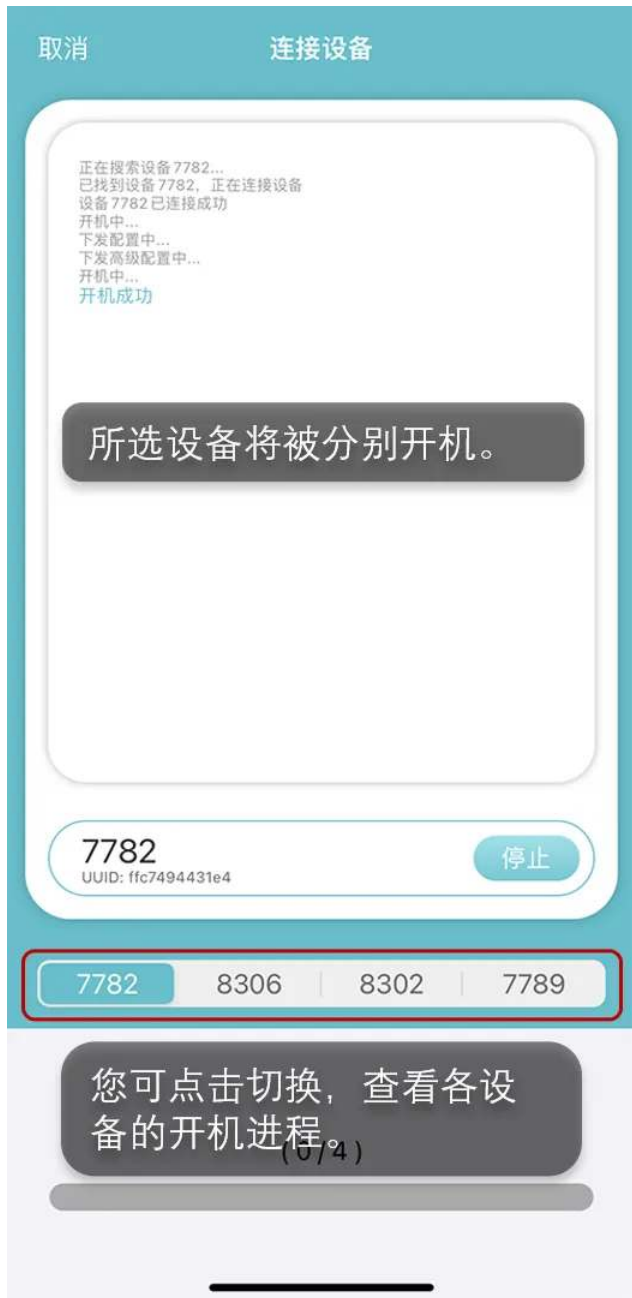 取消
连接设备
正在搜索设备7782...
已找到设备7782，正在连接设备
设备7782已连接成功
开机中...
下发配置中...
下发高级配置中...
开机中...
开机成功
所选设备将被分别开机。
7782
UUID: ffc7494431e4
停止
7782 8306 8302 7789
您可点击切换，查看各设
备的开机进程。
(0/4)